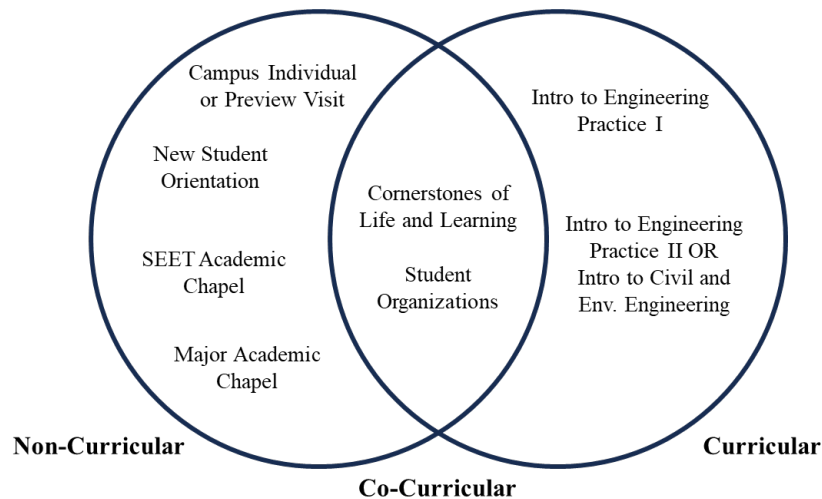 Campus Individual
or Preview Visit
New Student
Orientation
SEET Academic
Chapel
Major Academic
Chapel
Cornerstones of
Life and Learning
Student
Organizations
Intro to Engineering
Practice I
Intro to Engineering
Practice II OR
Intro to Civil and
Env. Engineering
Non-Curricular
Co-Curricular
Curricular